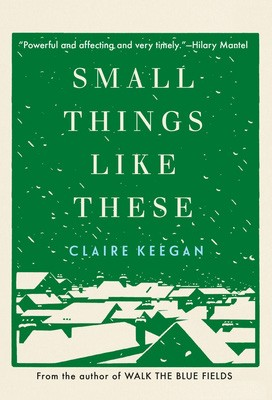 "Powerful and affecting and very timely."—Hilary Mantel
SMALL
THINGS
LIKE
THESE
CLAIRE KEEGAN
From the author of WALK THE BLUE FIELDS